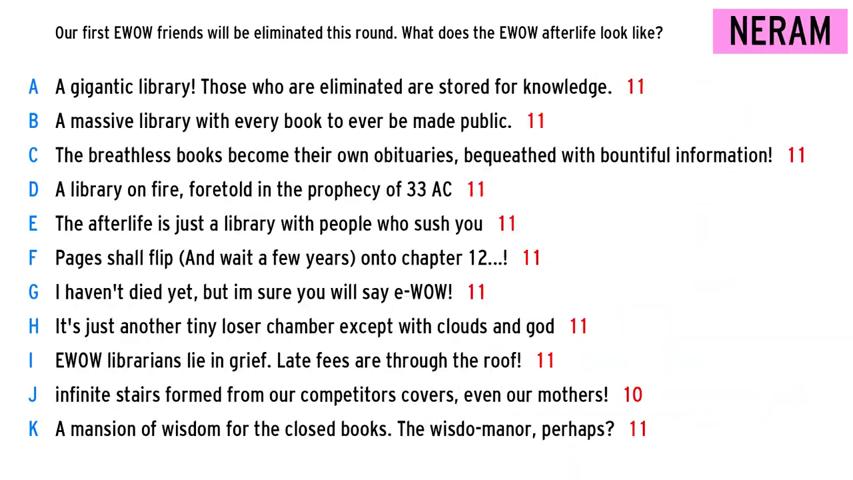 Our first EWOW friends will be eliminated this round. What does the EWOW afterlife look like?
NERAM
A A gigantic library! Those who are eliminated are stored for knowledge. 11
B A massive library with every book to ever be made public. 11
C The breathless books become their own obituaries, bequeathed with bountiful information! 11
D A library on fire, foretold in the prophecy of 33 AC 11
E The afterlife is just a library with people who sush you 11
F Pages shall flip (And wait a few years) onto chapter 12...! 11
G I haven't died yet, but im sure you will say e-WOW! 11
H It's just another tiny loser chamber except with clouds and god 11
I EWOW librarians lie in grief. Late fees are through the roof! 11
J infinite stairs formed from our competitors covers, even our mothers! 10
K A mansion of wisdom for the closed books. The wisdo-manor, perhaps? 11